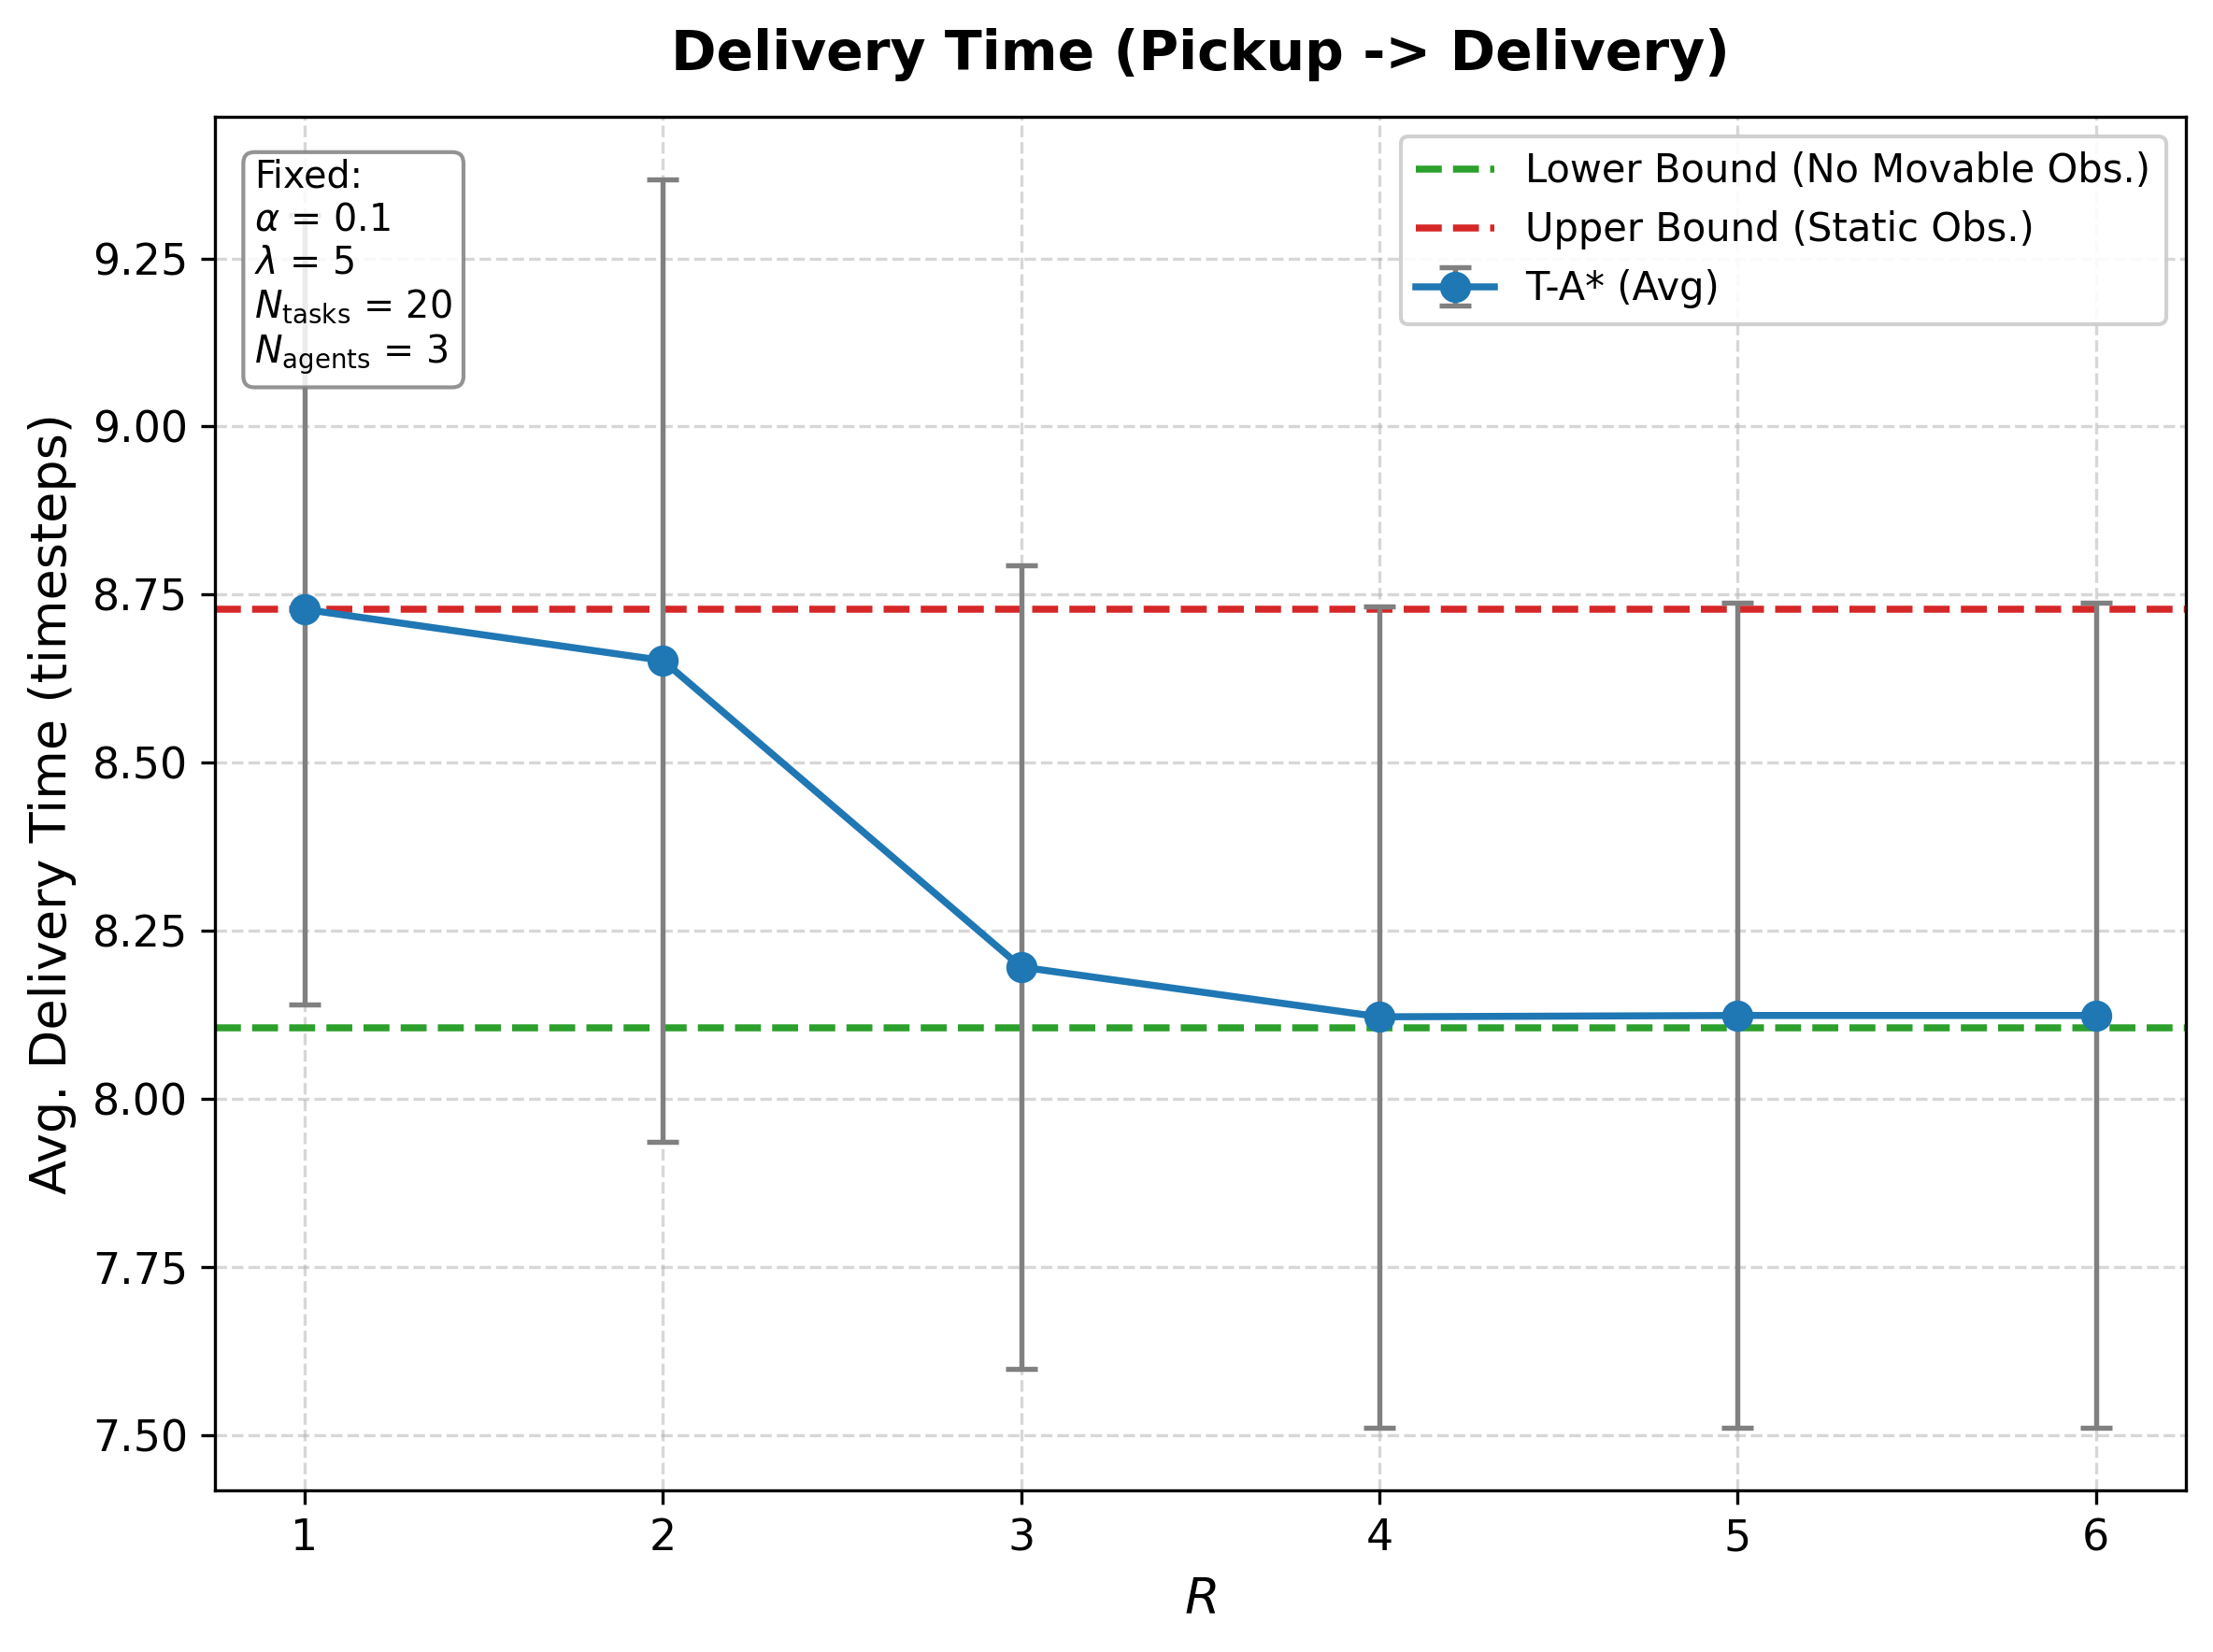 Delivery Time (Pickup -> Delivery)
Fixed:
α = 0.1
λ = 5
N_tasks = 20
N_agents = 3
Lower Bound (No Movable Obs.)
Upper Bound (Static Obs.)
T-A* (Avg)
Avg. Delivery Time (timesteps)
9.25
9.00
8.75
8.50
8.25
8.00
7.75
7.50
1 2 3 4 5 6
R